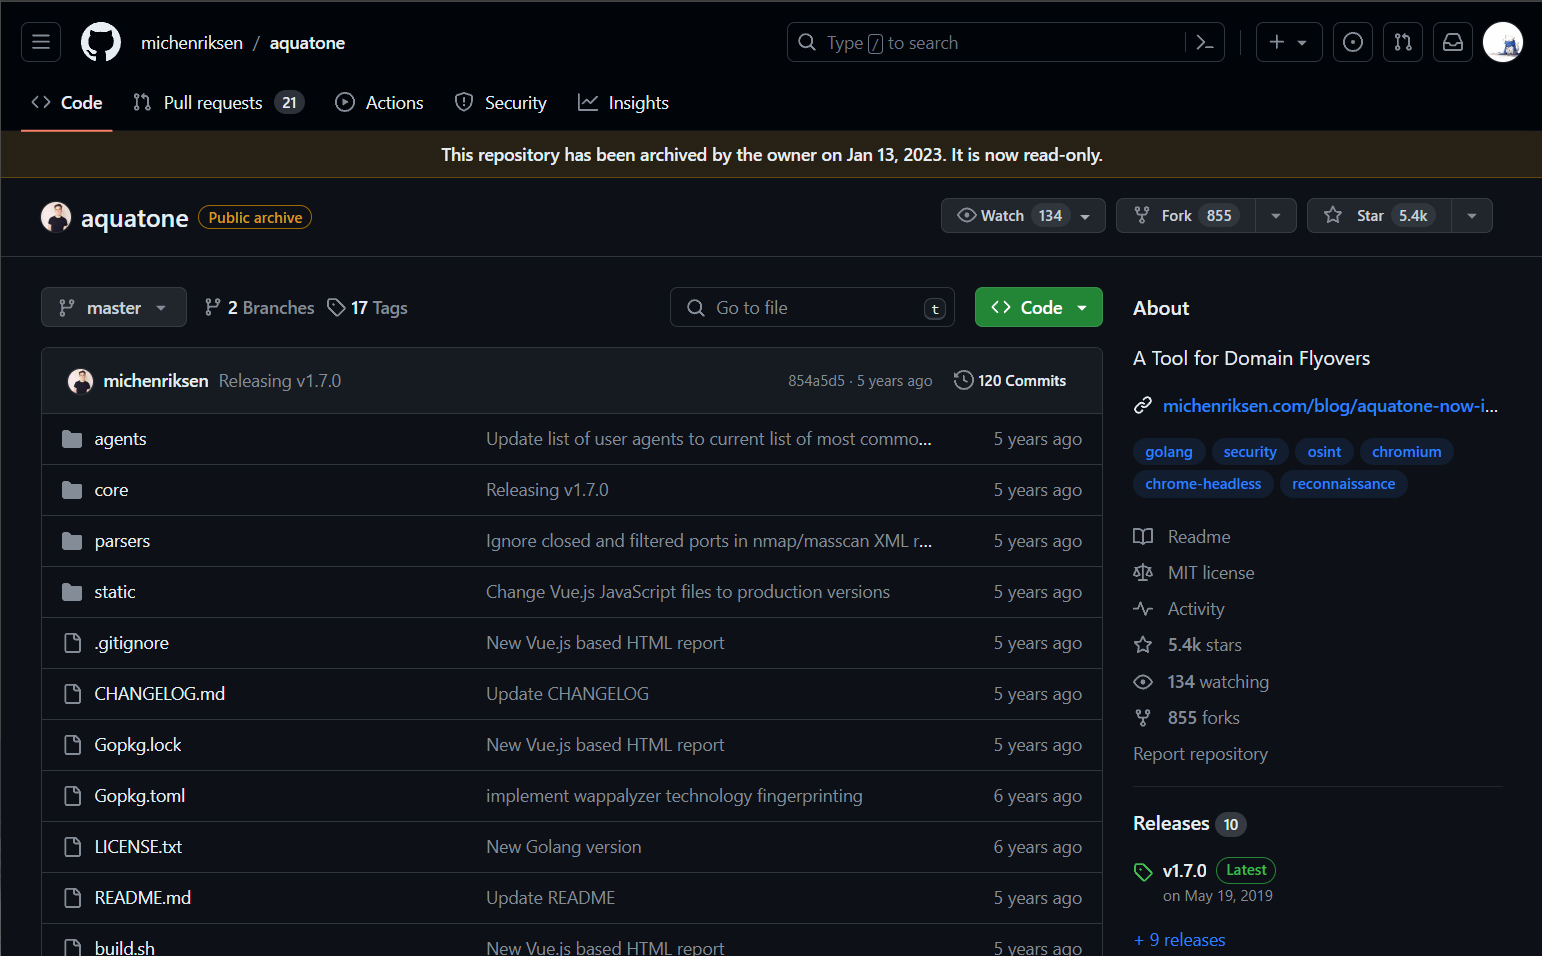 michenriksen / aquatone
Type / to search
Code
Pull requests 21
Actions
Security
Insights
This repository has been archived by the owner on Jan 13, 2023. It is now read-only.
aquatone Public archive
Watch 134
Fork 855
Star 5.4k
master
2 Branches
17 Tags
Go to file t
Code
michenriksen Releasing v1.7.0 854a5d5 · 5 years ago 120 Commits
agents Update list of user agents to current list of most commo... 5 years ago
core Releasing v1.7.0 5 years ago
parsers Ignore closed and filtered ports in nmap/masscan XML r... 5 years ago
static Change Vue.js JavaScript files to production versions 5 years ago
.gitignore New Vue.js based HTML report 5 years ago
CHANGELOG.md Update CHANGELOG 5 years ago
Gopkg.lock New Vue.js based HTML report 5 years ago
Gopkg.toml implement wappalyzer technology fingerprinting 6 years ago
LICENSE.txt New Golang version 6 years ago
README.md Update README 5 years ago
build.sh New Vue.js based HTML report 5 years ago
About
A Tool for Domain Flyovers
michenriksen.com/blog/aquatone-now-i...
golang security osint chromium
chrome-headless reconnaissance
Readme
MIT license
Activity
5.4k stars
134 watching
855 forks
Report repository
Releases 10
v1.7.0 Latest
on May 19, 2019
+ 9 releases